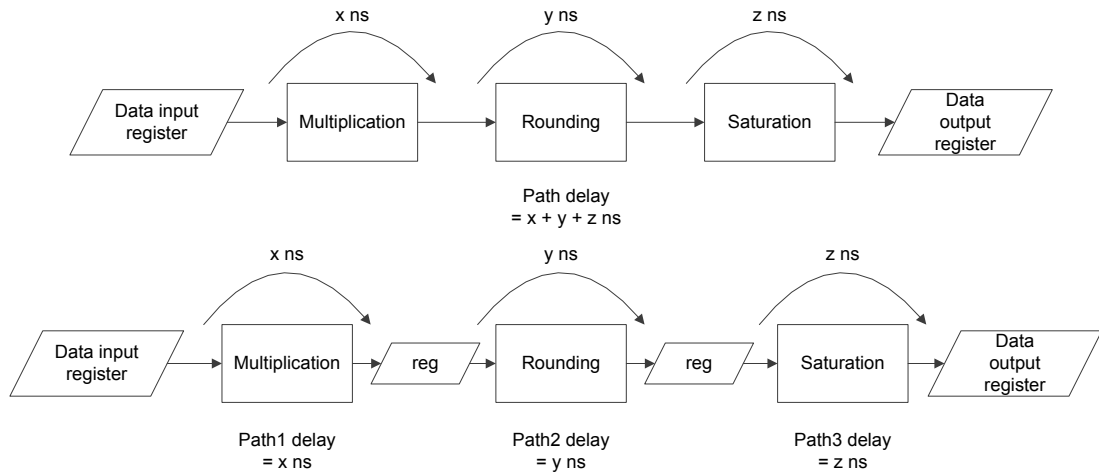 x ns
y ns
z ns
Data input
register
Multiplication
Rounding
Saturation
Data
output
register
Path delay
= x + y + z ns
x ns
y ns
z ns
Data input
register
Multiplication
reg
Rounding
reg
Saturation
Data
output
register
Path1 delay
= x ns
Path2 delay
= y ns
Path3 delay
= z ns